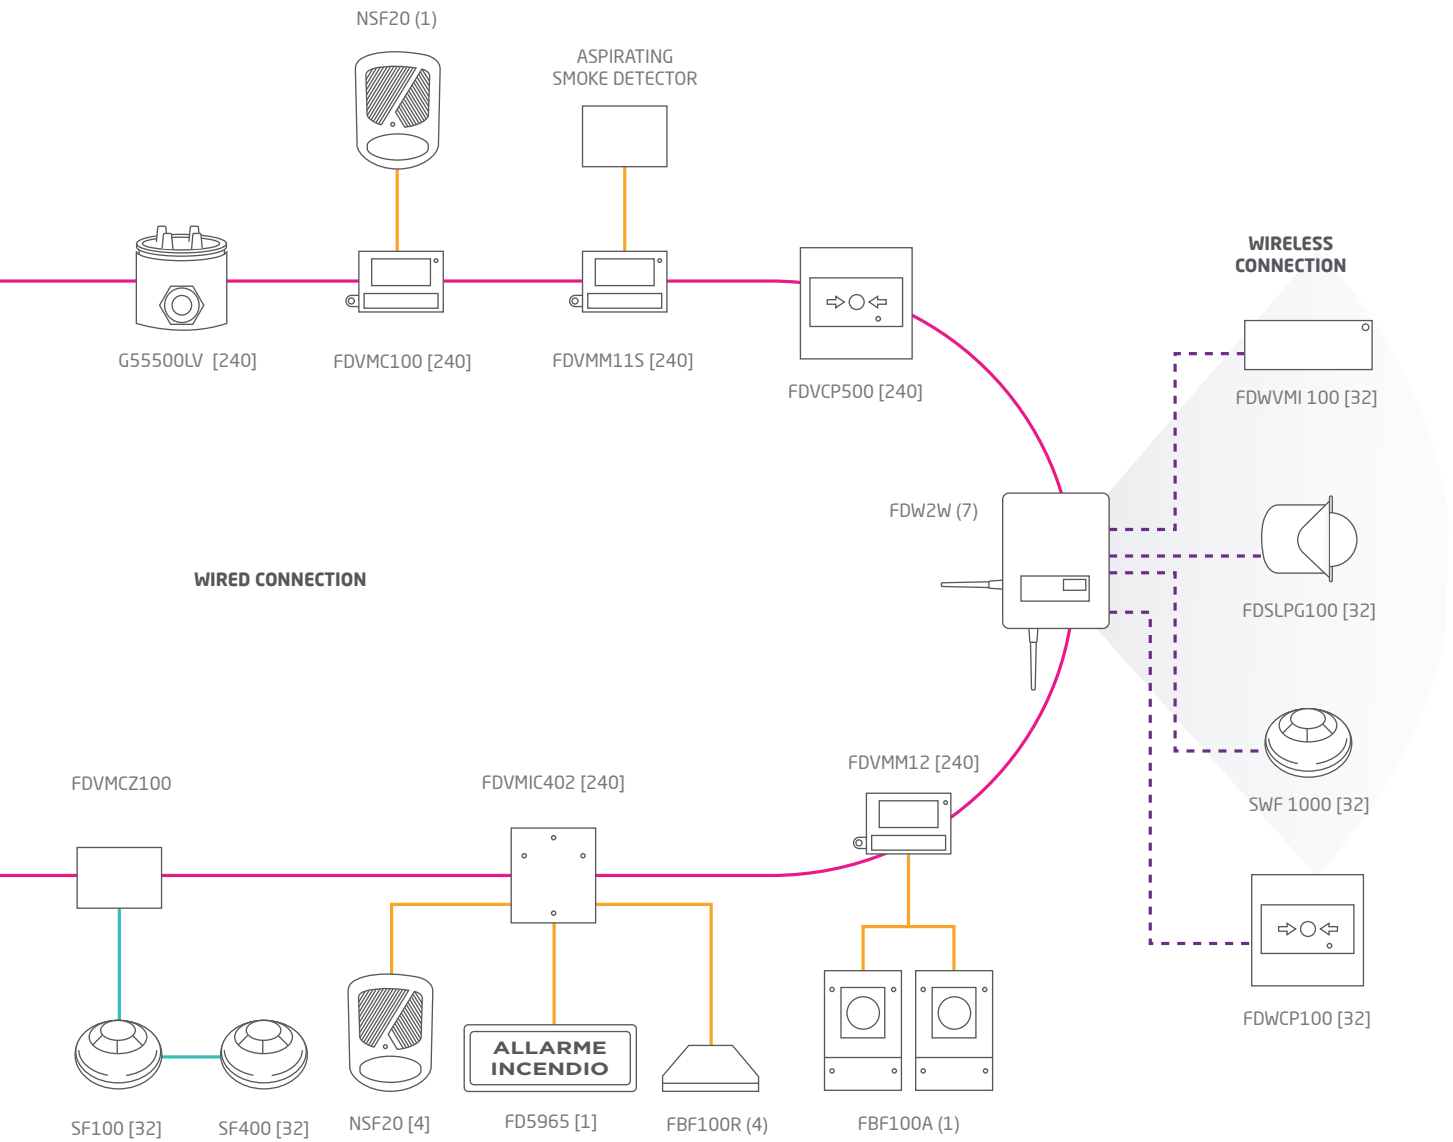 NSF20 (1)
ASPIRATING
SMOKE DETECTOR
WIRELESS
CONNECTION
G55500LV [240]
FDVMC100 [240]
FDVMM11S [240]
FDVCP500 [240]
FDWVMI 100 [32]
FDW2W (7)
WIRED CONNECTION
FDSLPG100 [32]
FDVMCZ100
FDVMIC402 [240]
FDVMM12 [240]
SWF 1000 [32]
FDWCP100 [32]
ALLARME
INCENDIO
SF100 [32]
SF400 [32]
NSF20 [4]
FD5965 [1]
FBF100R (4)
FBF100A (1)